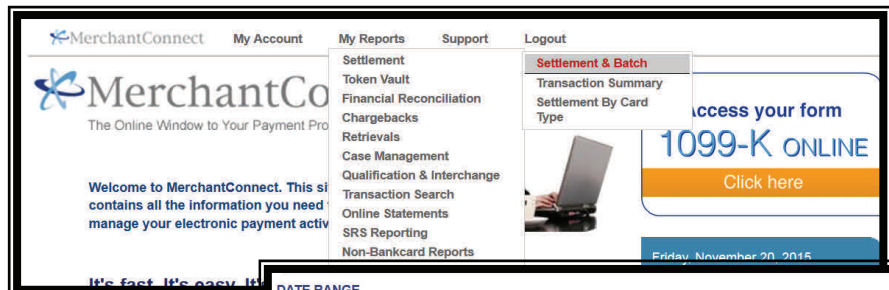 MerchantConnect My Account My Reports Support Logout
Settlement
Token Vault
Financial Reconciliation
Chargebacks
Retrievals
Case Management
Qualification & Interchange
Transaction Search
Online Statements
SRS Reporting
Non-Bankcard Reports
Settlement & Batch
Transaction Summary
Settlement By Card
Type
MerchantCo
The Online Window to Your Payment Pro
Welcome to MerchantConnect. This si
contains all the information you need
manage your electronic payment activ
It's fast. It's easy. It's
Access your form
1099-K ONLINE
Click here
Friday, November 20, 2015
DATE RANGE